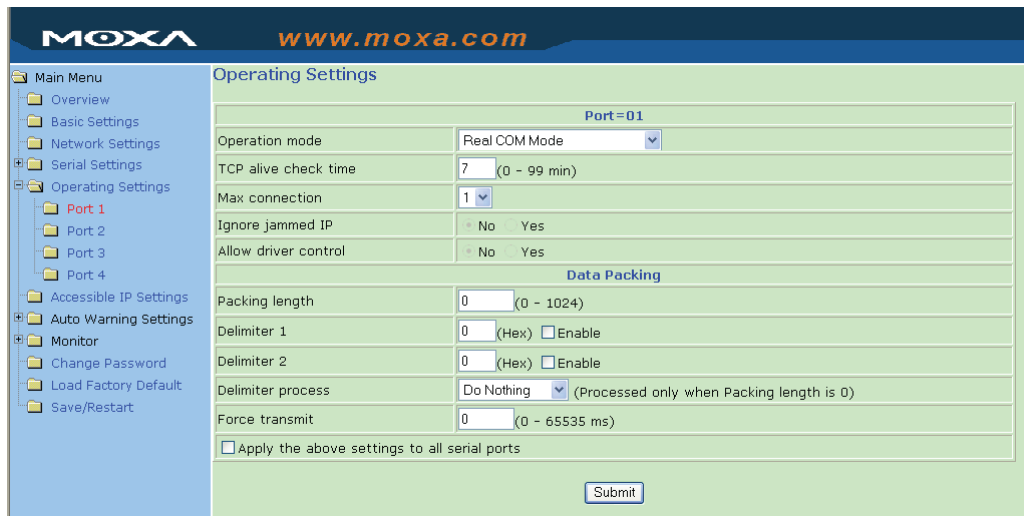 MOXA www.moxa.com
Main Menu
Overview
Basic Settings
Network Settings
Serial Settings
Operating Settings
Port 1
Port 2
Port 3
Port 4
Accessible IP Settings
Auto Warning Settings
Monitor
Change Password
Load Factory Default
Save/Restart
Operating Settings
Port=01
Operation mode Real COM Mode
TCP alive check time 7 (0 - 99 min)
Max connection 1
Ignore jammed IP No Yes
Allow driver control No Yes
Data Packing
Packing length 0 (0 - 1024)
Delimiter 1 0 (Hex) Enable
Delimiter 2 0 (Hex) Enable
Delimiter process Do Nothing (Processed only when Packing length is 0)
Force transmit 0 (0 - 65535 ms)
Apply the above settings to all serial ports
Submit